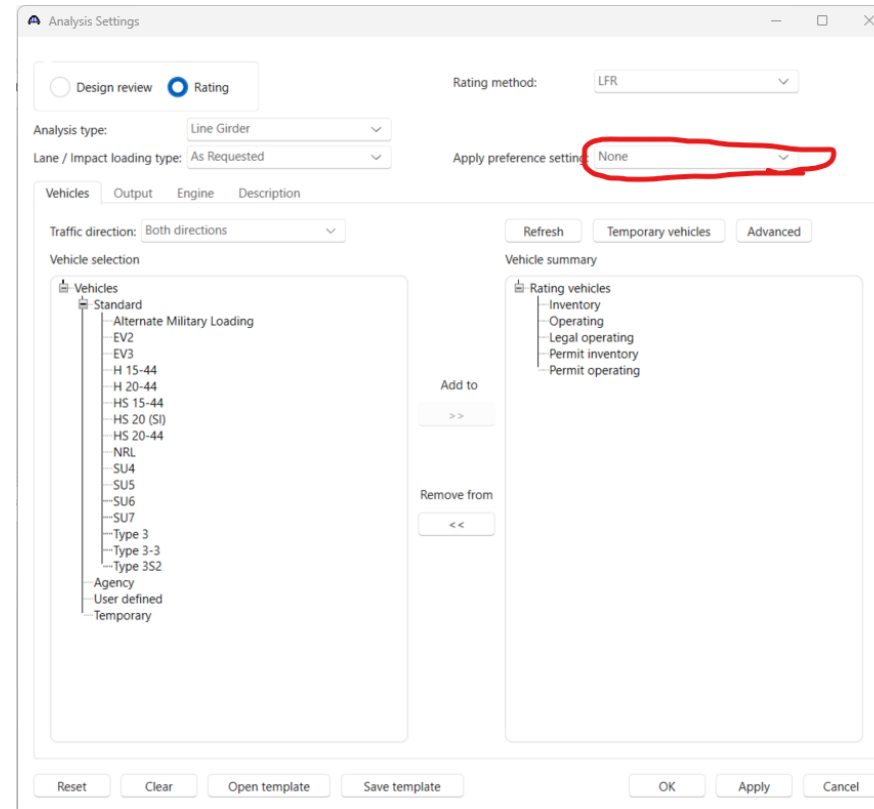 Analysis Settings
Design review Rating
Rating method: LFR
Analysis type: Line Girder
Lane / Impact loading type: As Requested
Apply preference setting: None
Vehicles Output Engine Description
Traffic direction: Both directions
Refresh Temporary vehicles Advanced
Vehicle selection
Vehicles
Standard
Alternate Military Loading
EV2
EV3
H 15-44
H 20-44
HS 15-44
HS 20 (SI)
HS 20-44
NRL
SU4
SU5
SU6
SU7
Type 3
Type 3-3
Type 3S2
Agency
User defined
Temporary
Add to
>>
Remove from
<<
Vehicle summary
Rating vehicles
Inventory
Operating
Legal operating
Permit inventory
Permit operating
Reset Clear Open template Save template OK Apply Cancel